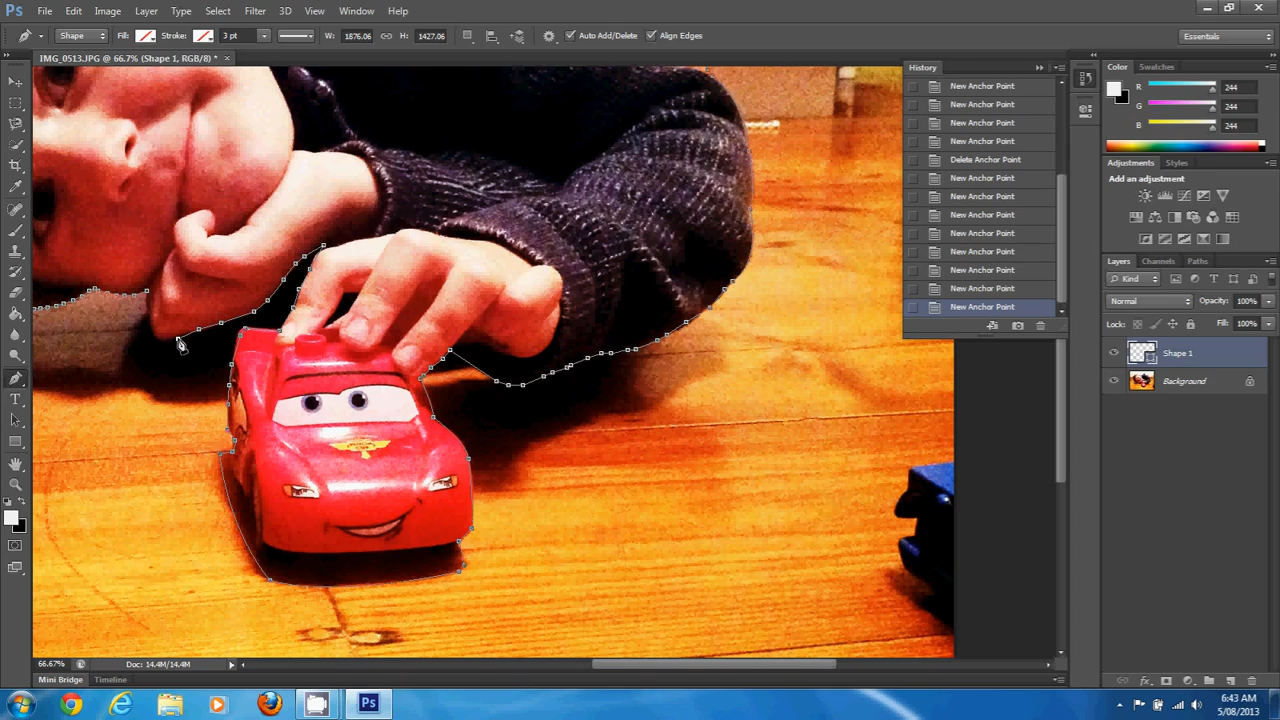 Ps File Edit Image Layer Type Select Filter 3D View Window Help
Shape Fill: Stroke: 3 pt W: 1876.06 H: 1427.06 Auto Add/Delete Align Edges Essentials
IMG_0513.JPG @ 66.7% (Shape 1, RGB/8) * ×
History
New Anchor Point
New Anchor Point
New Anchor Point
New Anchor Point
Delete Anchor Point
New Anchor Point
New Anchor Point
New Anchor Point
New Anchor Point
New Anchor Point
New Anchor Point
New Anchor Point
New Anchor Point
Color Swatches
R 244
G 244
B 244
Adjustments Styles
Add an adjustment
Layers Channels Paths
Kind
Normal Opacity: 100%
Lock: Fill: 100%
Shape 1
Background
66.67% Doc: 14.4M/14.4M
Mini Bridge Timeline
Ps
6:43 AM
5/08/2013